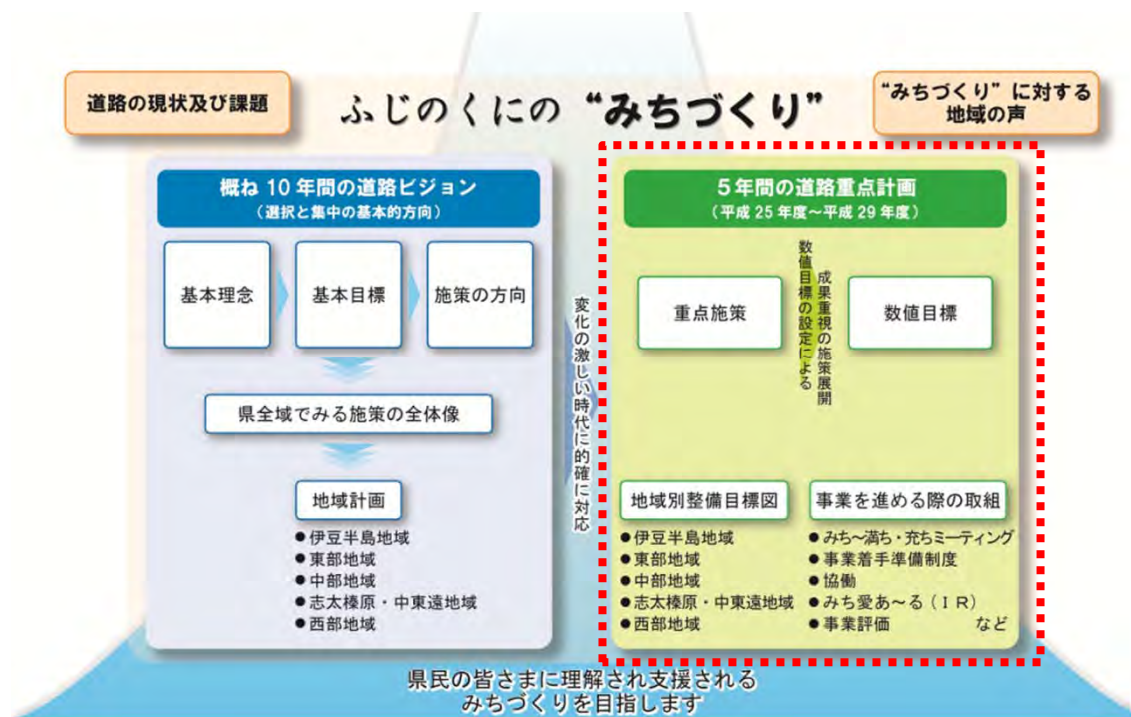 道路の現状及び課題
ふじのくにの “みちづくり”
“みちづくり” に対する
地域の声
概ね 10 年間の道路ビジョン
（選択と集中の基本的方向）
基本理念
基本目標
施策の方向
県全域でみる施策の全体像
地域計画
●伊豆半島地域
●東部地域
●中部地域
●志太榛原・中東遠地域
●西部地域
変化の激しい時代に的確に対応
５年間の道路重点計画
（平成 25 年度～平成 29 年度）
重点施策
数値目標の設定による
成果重視の施策展開
数値目標
地域別整備目標図
●伊豆半島地域
●東部地域
●中部地域
●志太榛原・中東遠地域
●西部地域
事業を進める際の取組
●みち～満ち・充ちミーティング
●事業着手準備制度
●協働
●みち愛あ～る（ＩＲ）
●事業評価 など
県民の皆さまに理解され支援される
みちづくりを目指します